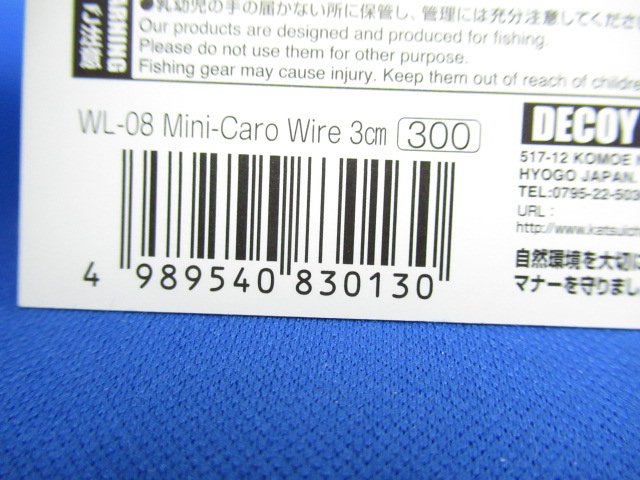 ●乳幼児の手の届かない所に保管し、管理には充分注意してくださ
Our products are designed and produced for fishing.
Please do not use them for other purpose.
Fishing gear may cause injury. Keep them out of reach of childre
WARNING
WL-08 Mini-Caro Wire 3cm 300
4 989540 830130
DECOY
517-12 KOMOE
HYOGO JAPAN.
TEL:0795-22-503
URL:
http://www.katsuich
自然環境を大切に
マナーを守りまし